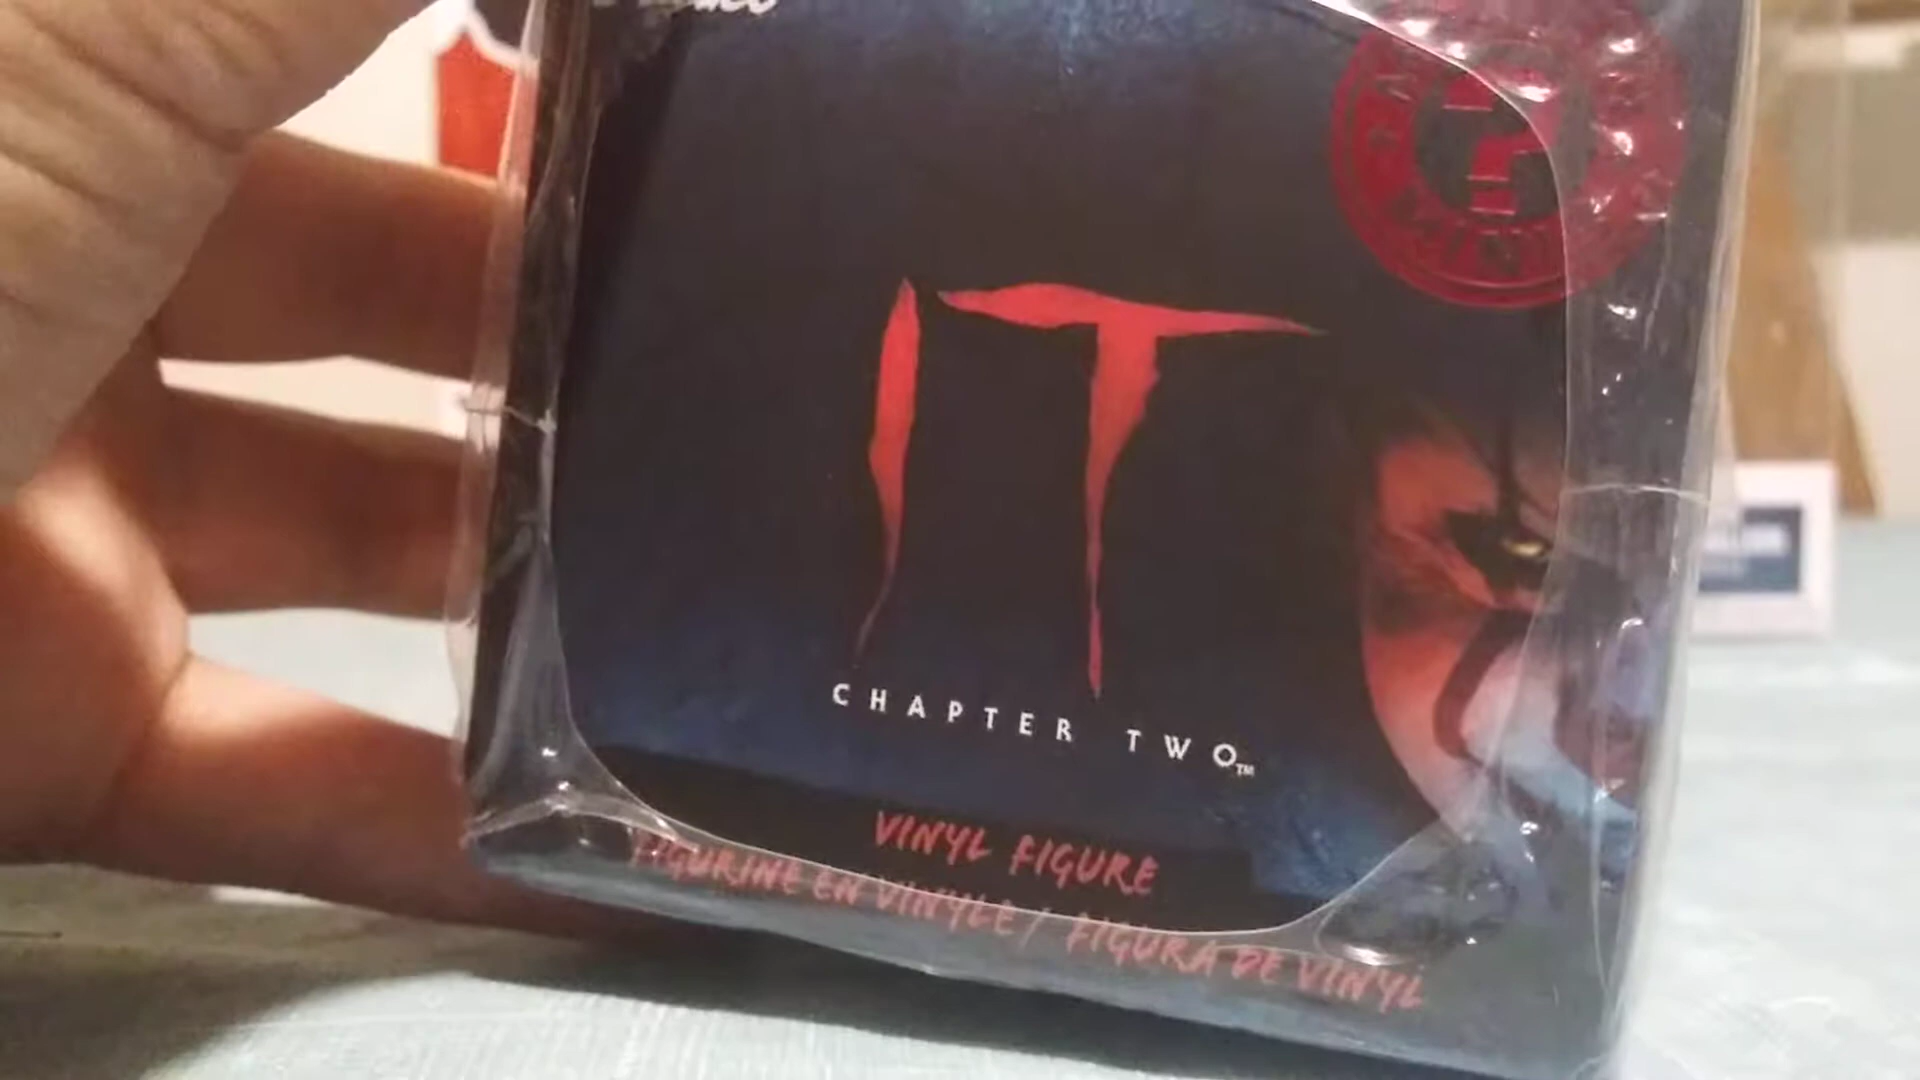 IT
CHAPTER TWO™
VINYL FIGURE
FIGURINE EN VINYLE / FIGURA DE VINYL